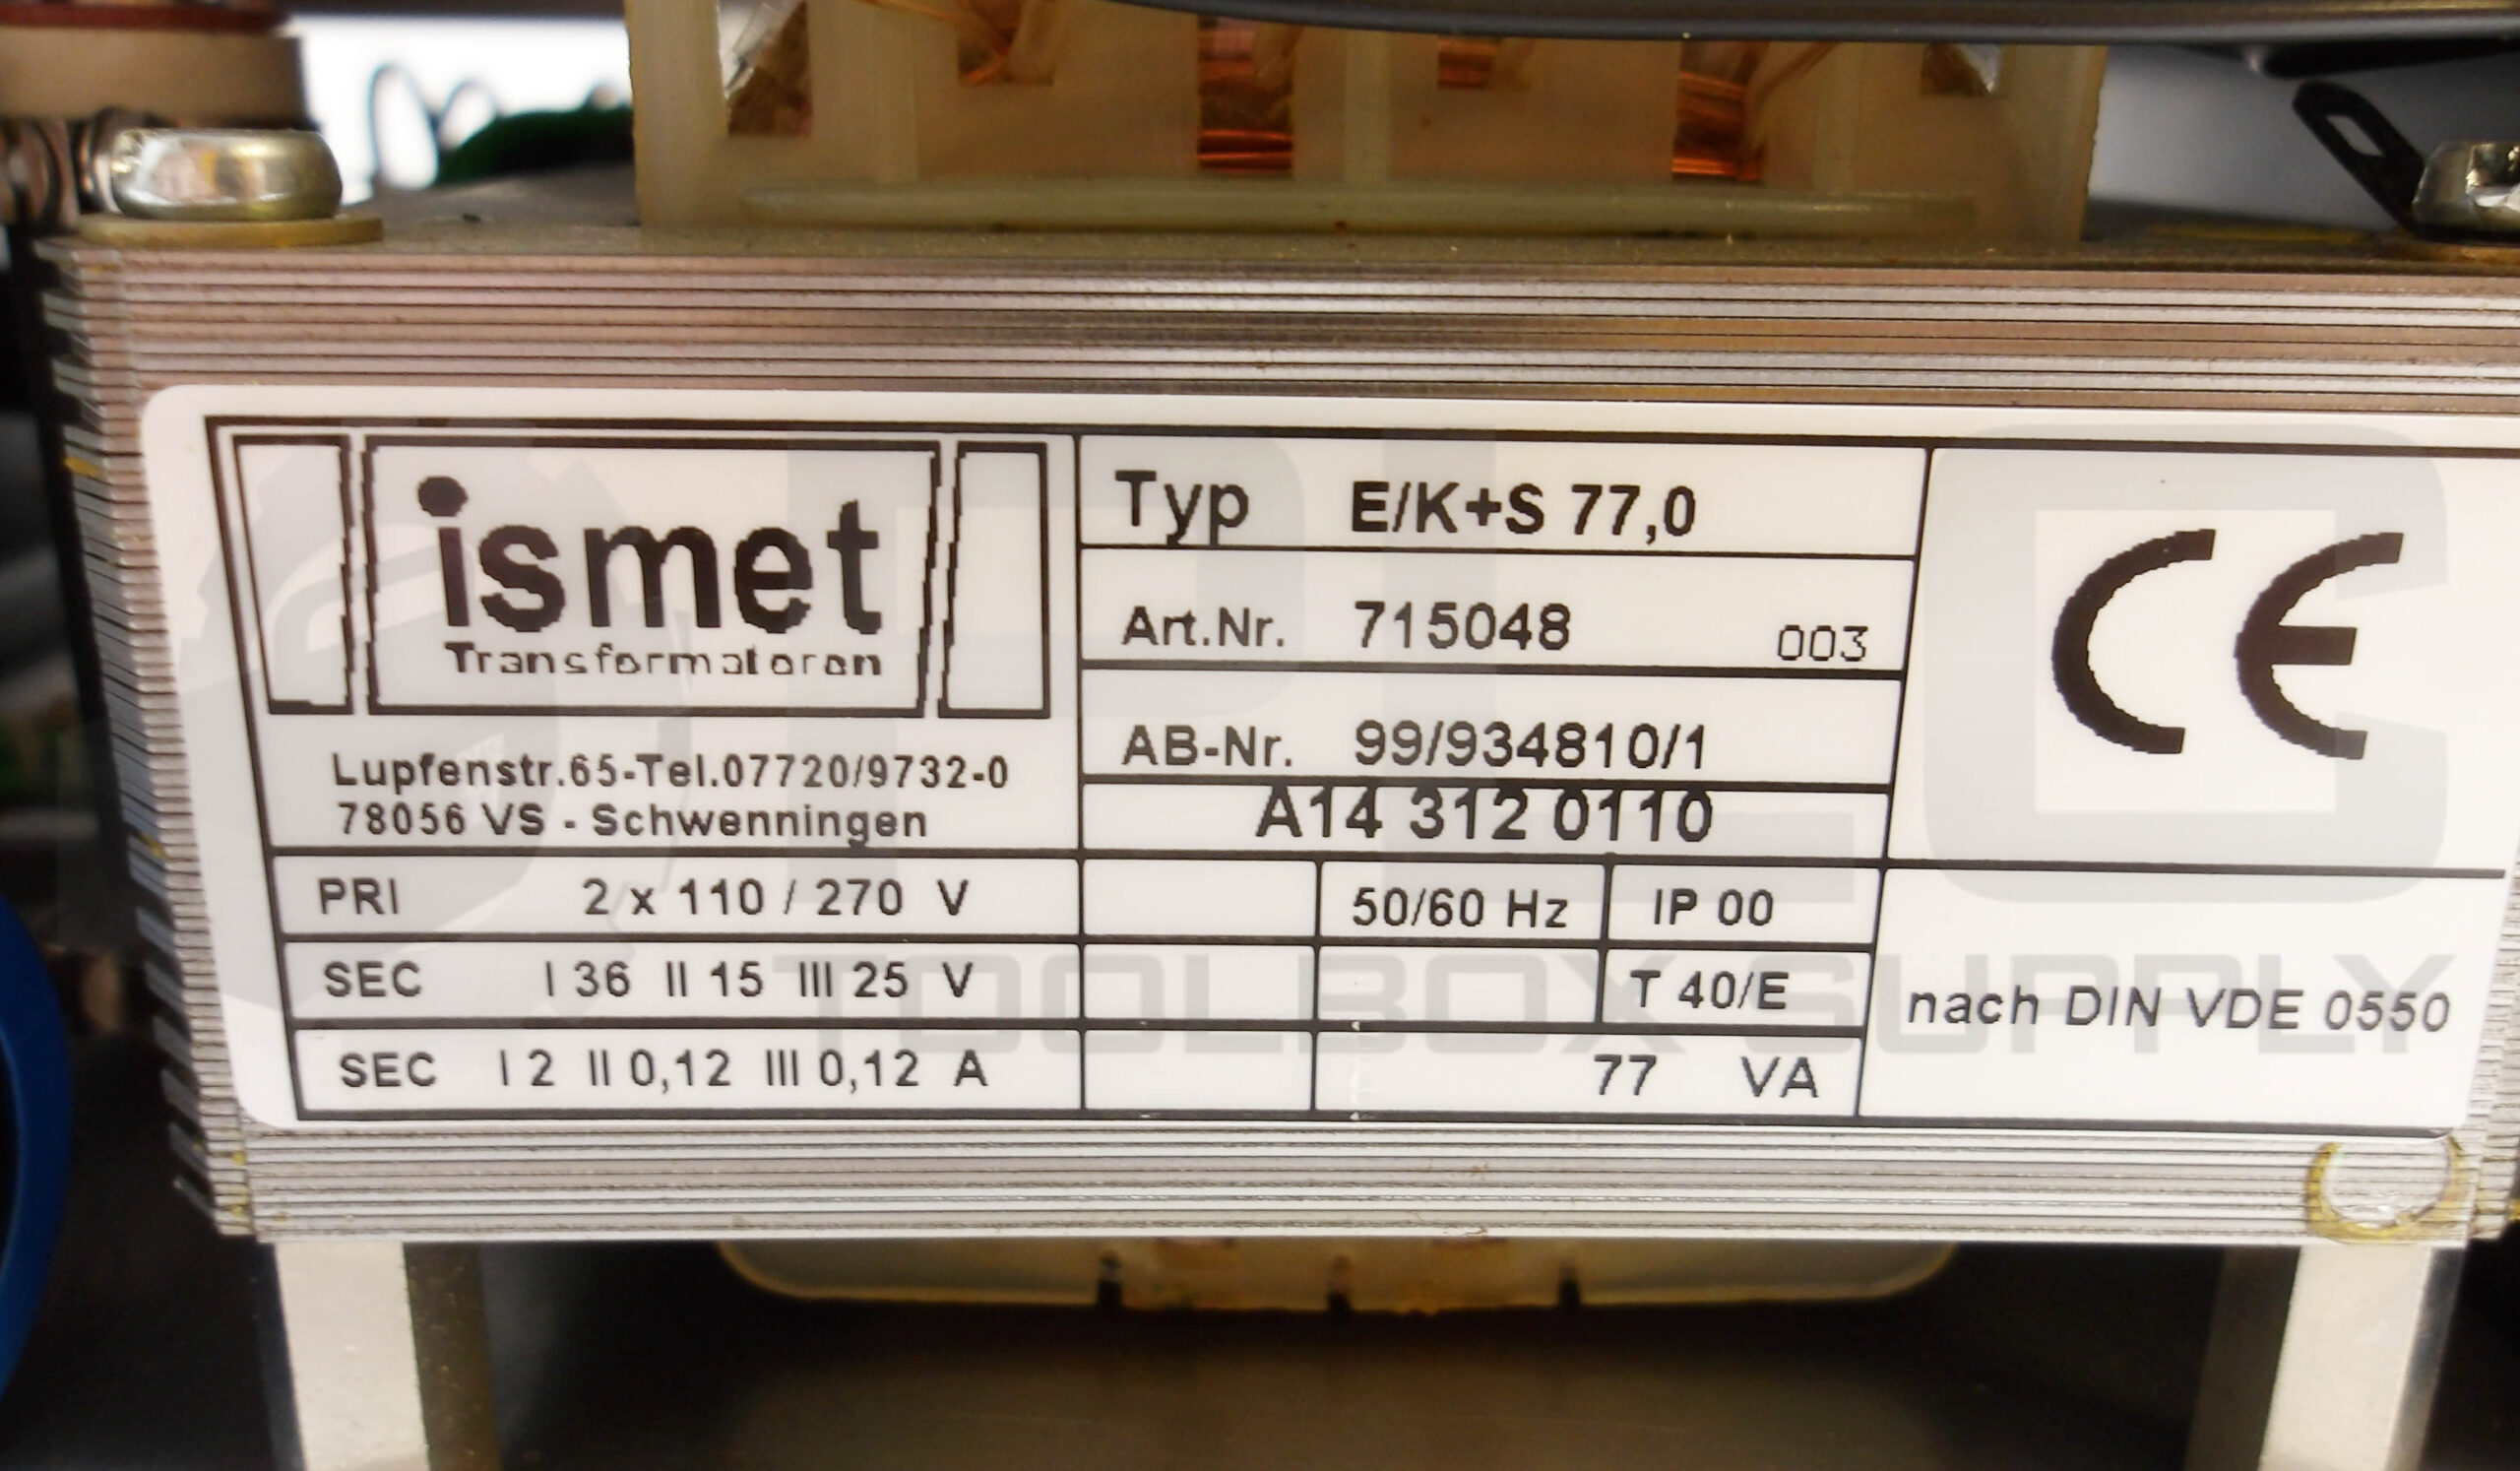 ismet
Transformatoren
Lupfenstr.65-Tel.07720/9732-0
78056 VS - Schwenningen
Typ E/K+S 77,0
Art.Nr. 715048 003
AB-Nr. 99/934810/1
A14 312 0110
CE
PRI 2 x 110 / 270 V
50/60 Hz IP 00
SEC I 36 II 15 III 25 V
T 40/E
SEC I 2 II 0,12 III 0,12 A
77 VA
nach DIN VDE 0550
PLC
TOOLBOX SUPPLY